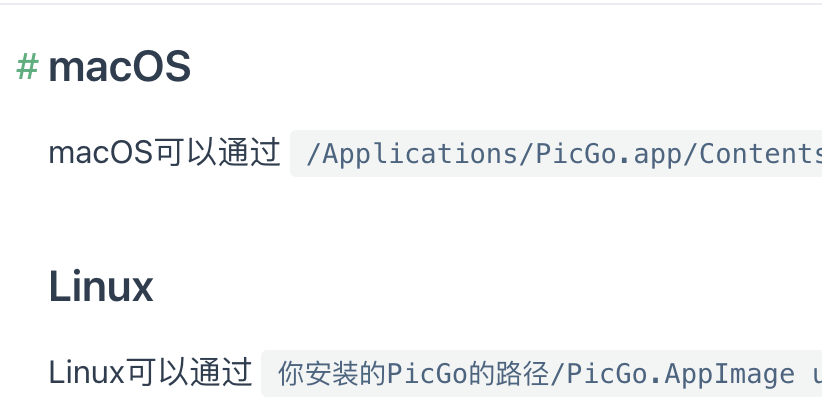 # macOS
macOS可以通过 /Applications/PicGo.app/Contents
Linux
Linux可以通过 你安装的PicGo的路径/PicGo.AppImage u